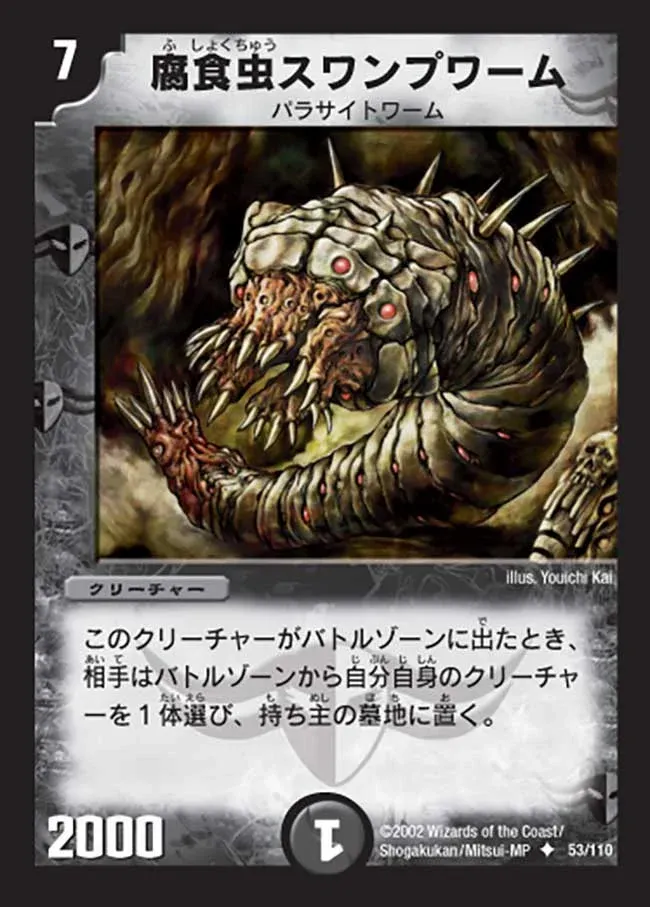 7
ふ しょくちゅう
腐食虫スワンプワーム
パラサイトワーム
illus. Youichi Kai
クリーチャー
このクリーチャーがバトルゾーンに出たとき、
相手はバトルゾーンから自分自身のクリーチャ
ーを1体選び、持ち主の墓地に置く。
2000
1
©2002 Wizards of the Coast/
Shogakukan/Mitsui-MP ♦ 53/110